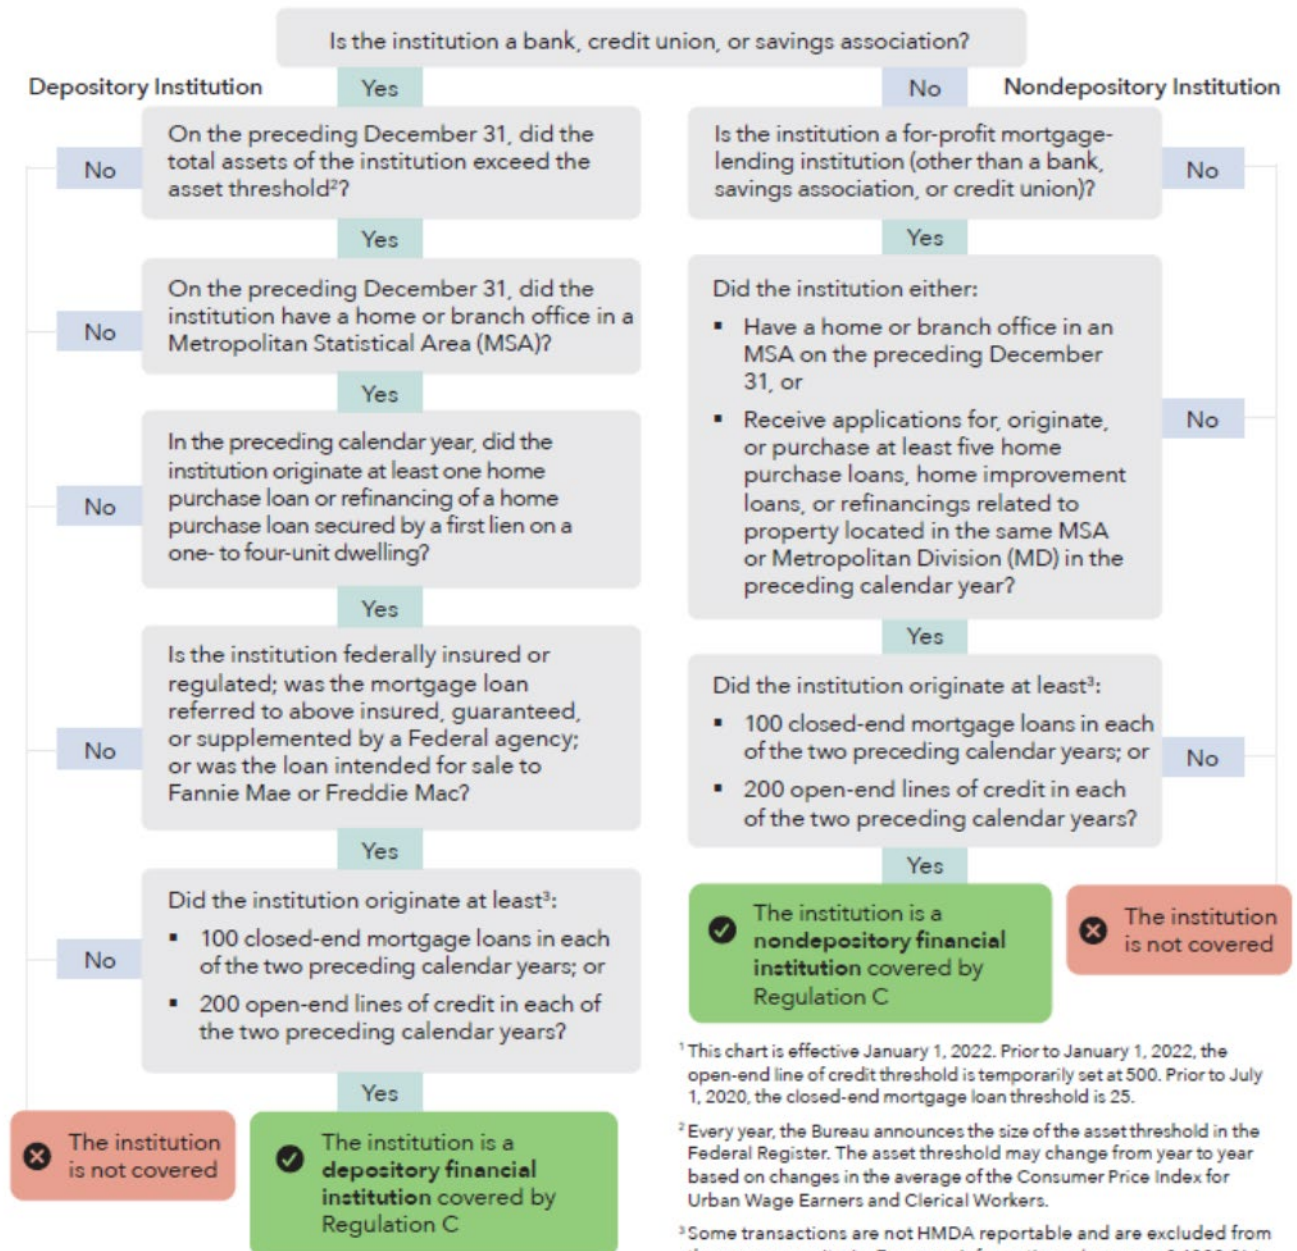 Is the institution a bank, credit union, or savings association?
Depository Institution
Yes
No
Nondepository Institution
On the preceding December 31, did the
total assets of the institution exceed the
asset threshold²?
No
Yes
On the preceding December 31, did the
institution have a home or branch office in a
Metropolitan Statistical Area (MSA)?
No
Yes
In the preceding calendar year, did the
institution originate at least one home
purchase loan or refinancing of a home
purchase loan secured by a first lien on a
one- to four-unit dwelling?
No
Yes
Is the institution federally insured or
regulated; was the mortgage loan
referred to above insured, guaranteed,
or supplemented by a Federal agency;
or was the loan intended for sale to
Fannie Mae or Freddie Mac?
No
Yes
Did the institution originate at least³:
▪ 100 closed-end mortgage loans in each
of the two preceding calendar years; or
▪ 200 open-end lines of credit in each of
the two preceding calendar years?
No
Yes
The institution
is not covered
The institution is a
depository financial
institution covered by
Regulation C
Is the institution a for-profit mortgage-
lending institution (other than a bank,
savings association, or credit union)?
No
Yes
Did the institution either:
▪ Have a home or branch office in an
MSA on the preceding December
31, or
▪ Receive applications for, originate,
or purchase at least five home
purchase loans, home improvement
loans, or refinancings related to
property located in the same MSA
or Metropolitan Division (MD) in the
preceding calendar year?
No
Yes
Did the institution originate at least³:
▪ 100 closed-end mortgage loans in each
of the two preceding calendar years; or
▪ 200 open-end lines of credit in each
of the two preceding calendar years?
No
Yes
The institution is a
nondepository financial
institution covered by
Regulation C
The institution
is not covered
¹ This chart is effective January 1, 2022. Prior to January 1, 2022, the
open-end line of credit threshold is temporarily set at 500. Prior to July
1, 2020, the closed-end mortgage loan threshold is 25.
² Every year, the Bureau announces the size of the asset threshold in the
Federal Register. The asset threshold may change from year to year
based on changes in the average of the Consumer Price Index for
Urban Wage Earners and Clerical Workers.
³ Some transactions are not HMDA reportable and are excluded from